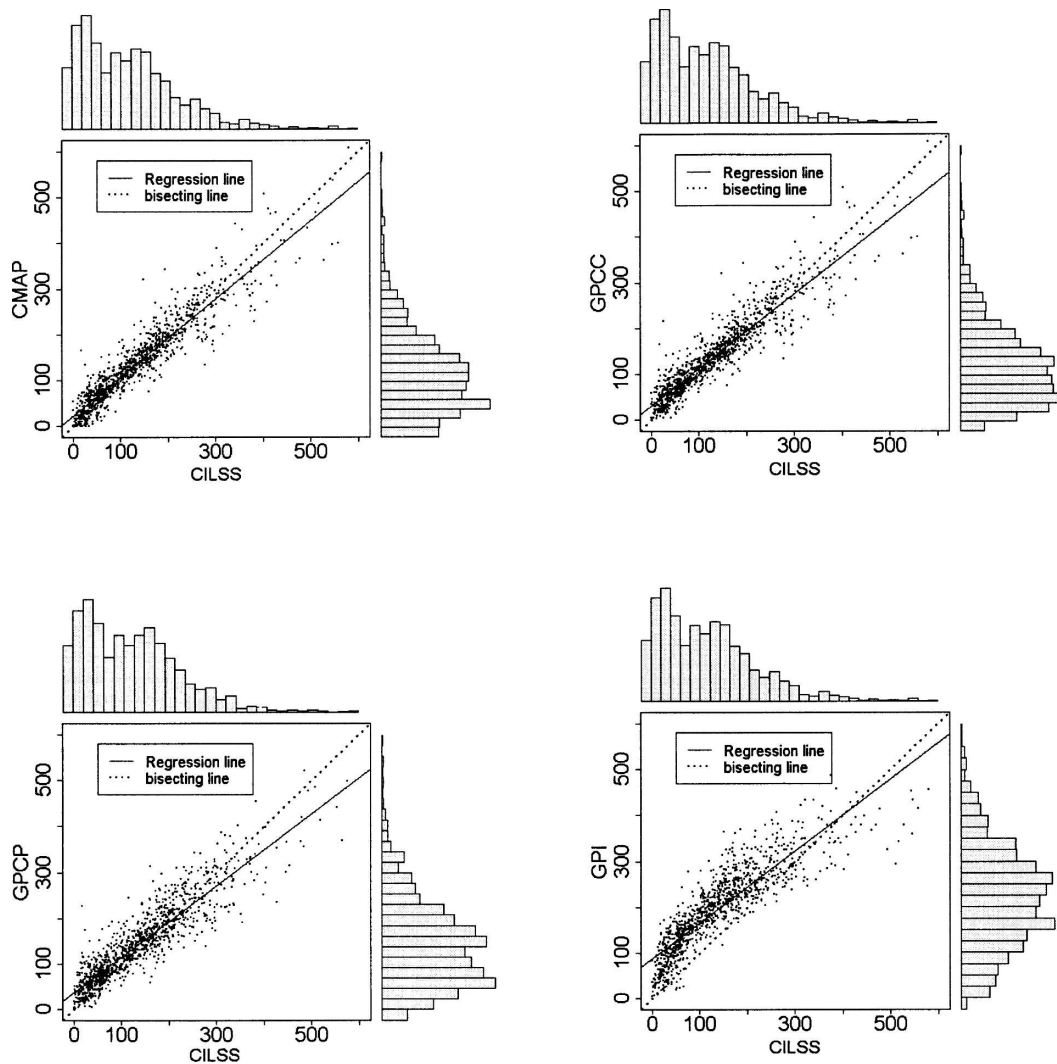 Regression line
bisecting line
CMAP
500
300
100
0
0 100 300 500
CILSS
Regression line
bisecting line
GPCC
500
300
100
0
0 100 300 500
CILSS
Regression line
bisecting line
GPCP
500
300
100
0
0 100 300 500
CILSS
Regression line
bisecting line
GPI
500
300
100
0
0 100 300 500
CILSS